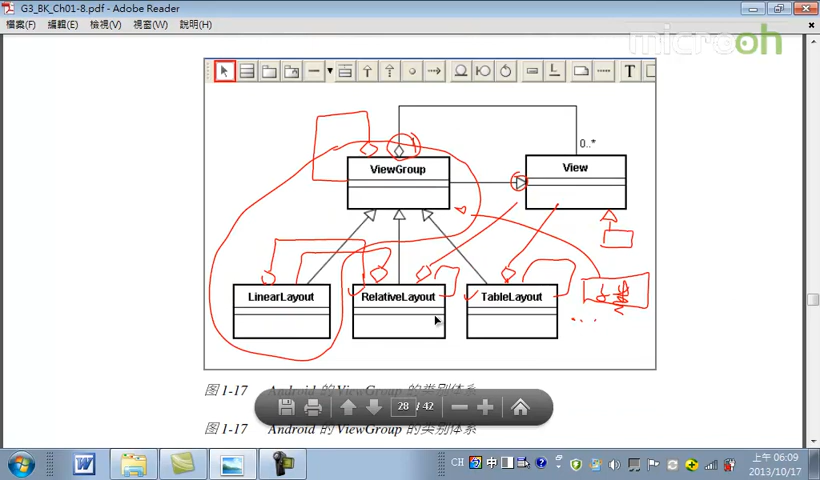 G3_BK_Ch01-8.pdf - Adobe Reader
檔案(F) 編輯(E) 檢視(V) 視窗(W) 說明(H)
microoh
T
1
0..*
ViewGroup
View
LinearLayout
RelativeLayout
TableLayout
...
图 1-17 Android 的 ViewGroup 的类别体系
28 / 42
图 1-17 Android 的 ViewGroup 的类别体系
W
CH 中
上午 06:09
2013/10/17